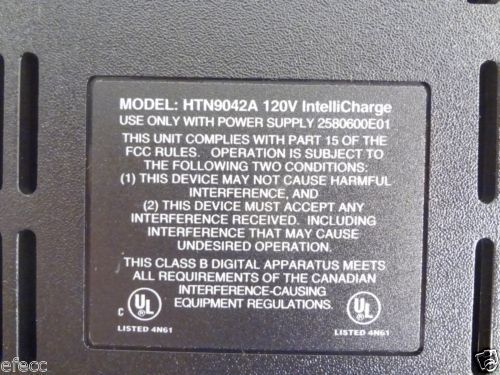 MODEL: HTN9042A 120V IntelliCharge
USE ONLY WITH POWER SUPPLY 2580600E01
THIS UNIT COMPLIES WITH PART 15 OF THE
FCC RULES. OPERATION IS SUBJECT TO
THE FOLLOWING TWO CONDITIONS:
(1) THIS DEVICE MAY NOT CAUSE HARMFUL
INTERFERENCE, AND
(2) THIS DEVICE MUST ACCEPT ANY
INTERFERENCE RECEIVED. INCLUDING
INTERFERENCE THAT MAY CAUSE
UNDESIRED OPERATION.
THIS CLASS B DIGITAL APPARATUS MEETS
ALL REQUIREMENTS OF THE CANADIAN
INTERFERENCE-CAUSING
EQUIPMENT REGULATIONS.
C UL ®
LISTED 4N61
UL ®
LISTED 4N61
efecc